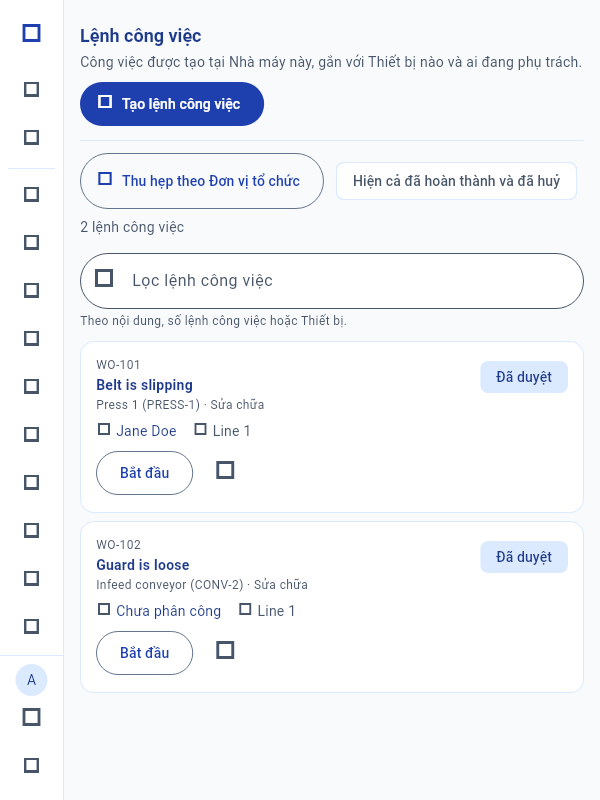 Lệnh công việc
Công việc được tạo tại Nhà máy này, gắn với Thiết bị nào và ai đang phụ trách.
Tạo lệnh công việc
Thu hẹp theo Đơn vị tổ chức
Hiện cả đã hoàn thành và đã huỷ
2 lệnh công việc
Lọc lệnh công việc
Theo nội dung, số lệnh công việc hoặc Thiết bị.
WO-101
Belt is slipping
Đã duyệt
Press 1 (PRESS-1) · Sửa chữa
Jane Doe Line 1
Bắt đầu
WO-102
Guard is loose
Đã duyệt
Infeed conveyor (CONV-2) · Sửa chữa
Chưa phân công Line 1
Bắt đầu
A